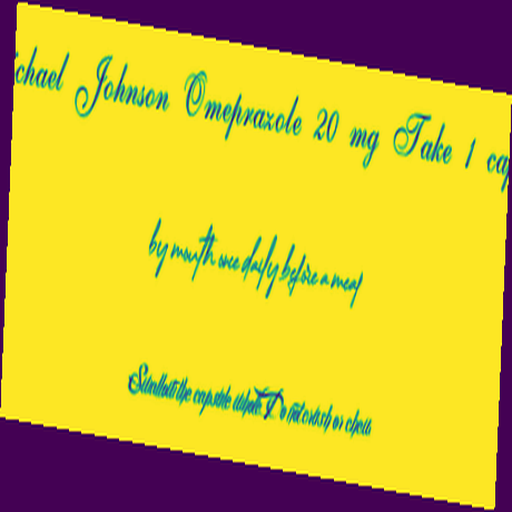 chael Johnson Omeprazole 20 mg Take 1 cap
by mouth once daily before a meal
Swallow the capsule whole. Do not crush or chew